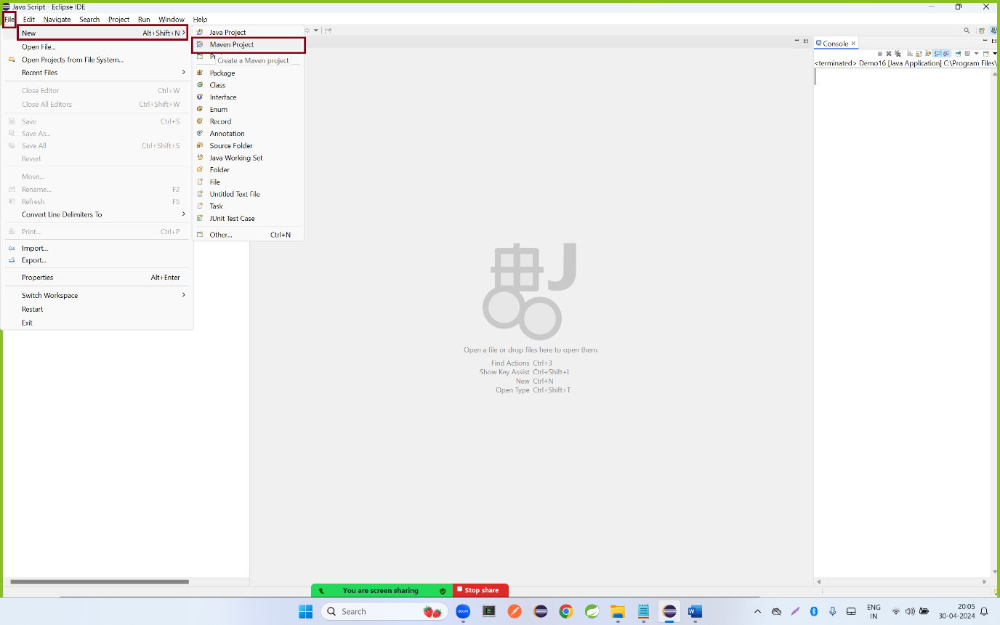 Java Script - Eclipse IDE
File Edit Navigate Search Project Run Window Help
New Alt+Shift+N >
Open File...
Open Projects from File System...
Recent Files >
Close Editor Ctrl+W
Close All Editors Ctrl+Shift+W
Save Ctrl+S
Save As...
Save All Ctrl+Shift+S
Revert
Move...
Rename... F2
Refresh F5
Convert Line Delimiters To >
Print... Ctrl+P
Import...
Export...
Properties Alt+Enter
Switch Workspace >
Restart
Exit
Java Project
Maven Project
Create a Maven project
Package
Class
Interface
Enum
Record
Annotation
Source Folder
Java Working Set
Folder
File
Untitled Text File
Task
JUnit Test Case
Other... Ctrl+N
Console
<terminated> Demo16 [Java Application] C:\Program Files\
J
Open a file or drop files here to open them.
Find Actions Ctrl+3
Show Key Assist Ctrl+Shift+L
New Ctrl+N
Open Type Ctrl+Shift+T
You are screen sharing
Stop share
Search
zoom
W
ENG
IN
20:05
30-04-2024